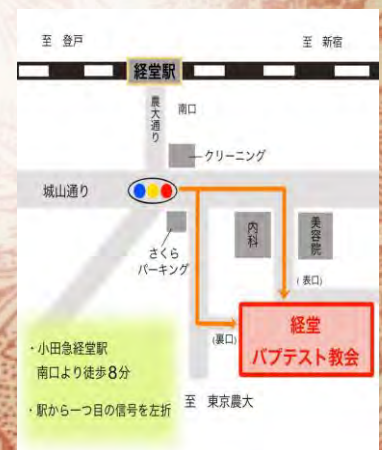 至 登戸
至 新宿
経堂駅
農大通り
南口
クリーニング
城山通り
さくら
パーキング
内科
美容院
(表口)
(裏口)
経堂
バプテスト教会
・小田急経堂駅
南口より徒歩8分
・駅から一つ目の信号を左折
至 東京農大